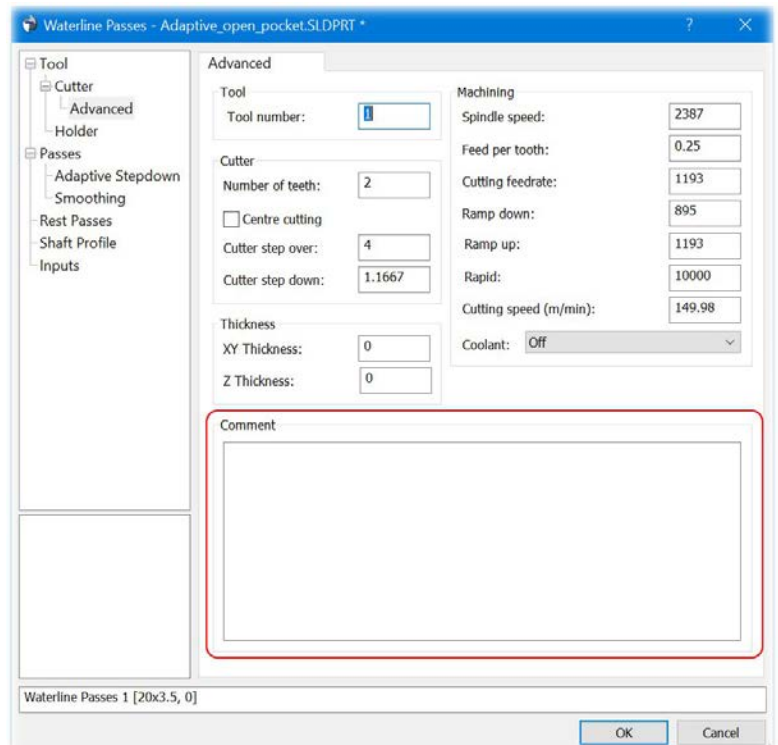 Waterline Passes - Adaptive_open_pocket.SLDPRT * ? ×
Tool
Cutter
Advanced
Holder
Passes
Adaptive Stepdown
Smoothing
Rest Passes
Shaft Profile
Inputs
Advanced
Tool
Tool number: 1
Cutter
Number of teeth: 2
Centre cutting
Cutter step over: 4
Cutter step down: 1.1667
Thickness
XY Thickness: 0
Z Thickness: 0
Machining
Spindle speed: 2387
Feed per tooth: 0.25
Cutting feedrate: 1193
Ramp down: 895
Ramp up: 1193
Rapid: 10000
Cutting speed (m/min): 149.98
Coolant: Off
Comment
Waterline Passes 1 [20x3.5, 0]
OK Cancel